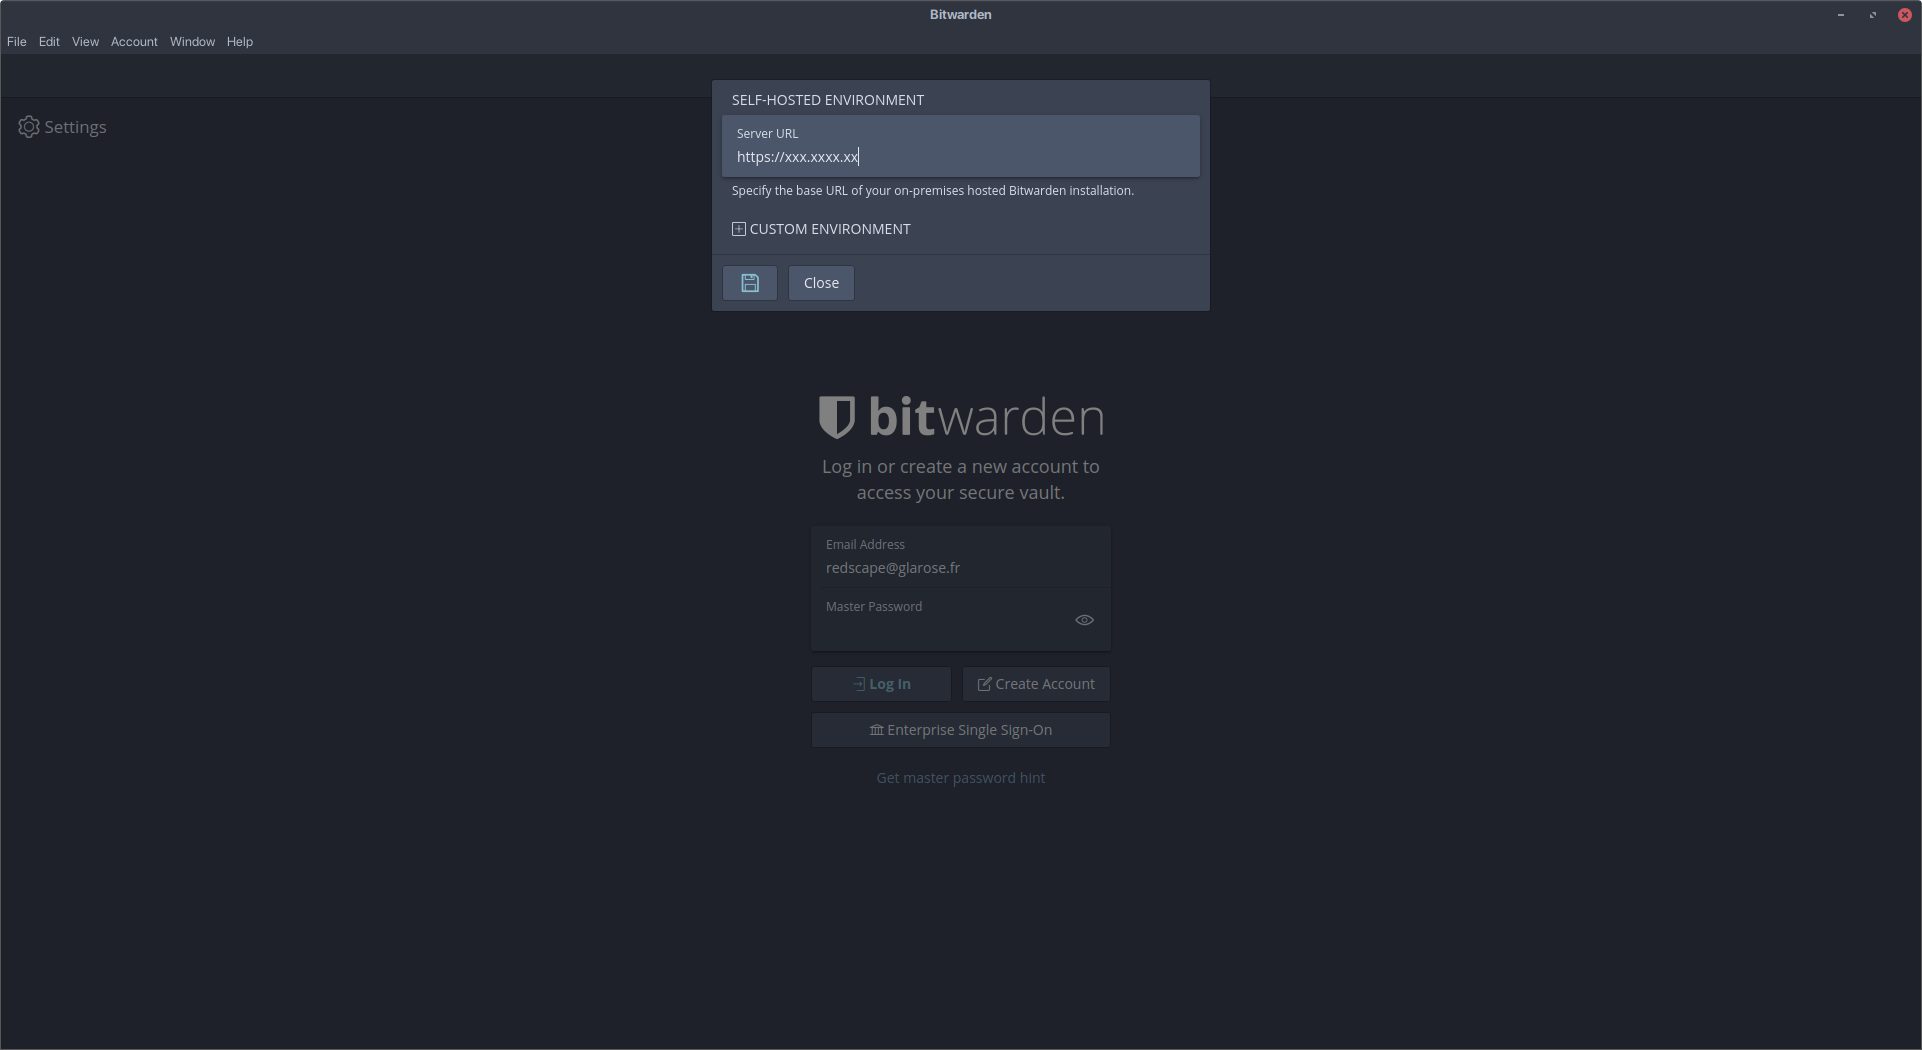 Bitwarden
File Edit View Account Window Help
Settings
SELF-HOSTED ENVIRONMENT
Server URL
https://xxx.xxxx.xx
Specify the base URL of your on-premises hosted Bitwarden installation.
CUSTOM ENVIRONMENT
Close
bitwarden
Log in or create a new account to
access your secure vault.
Email Address
redscape@glarose.fr
Master Password
Log In Create Account
Enterprise Single Sign-On
Get master password hint